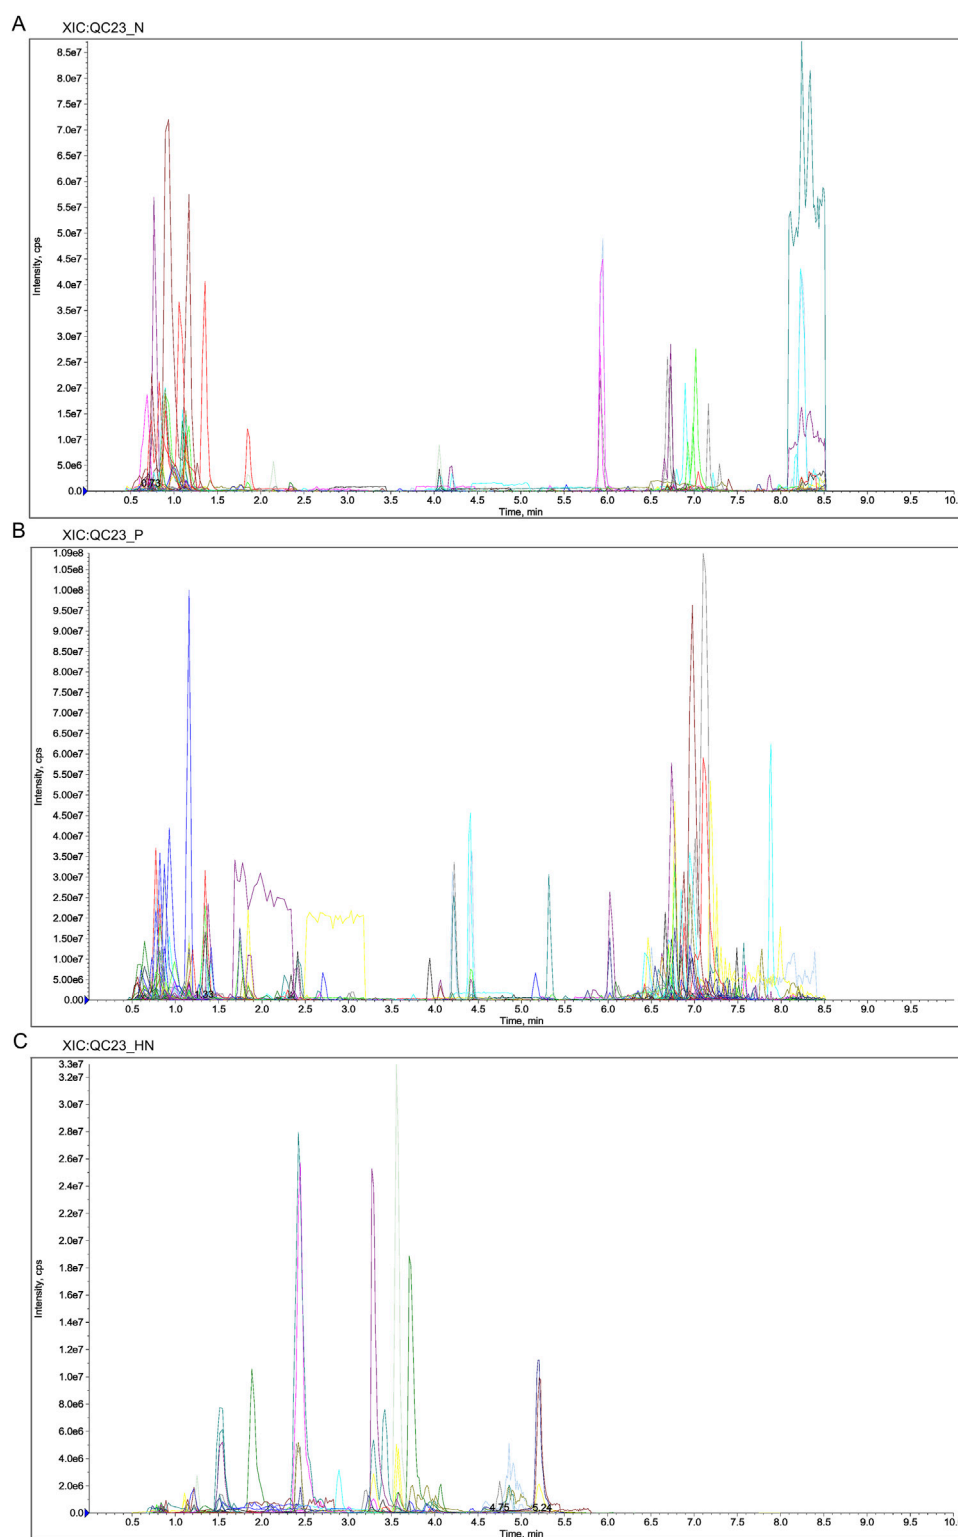 A
XIC:QC23_N
8.5e7
8.0e7
7.5e7
7.0e7
6.5e7
6.0e7
5.5e7
5.0e7
4.5e7
4.0e7
3.5e7
3.0e7
2.5e7
2.0e7
1.5e7
1.0e7
5.0e6
0.0
Intensity, cps
0.73
0.5 1.0 1.5 2.0 2.5 3.0 3.5 4.0 4.5 5.0 5.5 6.0 6.5 7.0 7.5 8.0 8.5 9.0 9.5 10.
Time, min
B
XIC:QC23_P
1.09e8
1.05e8
1.00e8
9.50e7
9.00e7
8.50e7
8.00e7
7.50e7
7.00e7
6.50e7
6.00e7
5.50e7
5.00e7
4.50e7
4.00e7
3.50e7
3.00e7
2.50e7
2.00e7
1.50e7
1.00e7
5.00e6
0.00
Intensity, cps
1.23
0.5 1.0 1.5 2.0 2.5 3.0 3.5 4.0 4.5 5.0 5.5 6.0 6.5 7.0 7.5 8.0 8.5 9.0 9.5
Time, min
C
XIC:QC23_HN
3.3e7
3.2e7
3.0e7
2.8e7
2.6e7
2.4e7
2.2e7
2.0e7
1.8e7
1.6e7
1.4e7
1.2e7
1.0e7
8.0e6
6.0e6
4.0e6
2.0e6
0.0
Intensity, cps
4.75 5.24
0.5 1.0 1.5 2.0 2.5 3.0 3.5 4.0 4.5 5.0 5.5 6.0 6.5 7.0 7.5 8.0 8.5 9.0 9.5 10.
Time, min